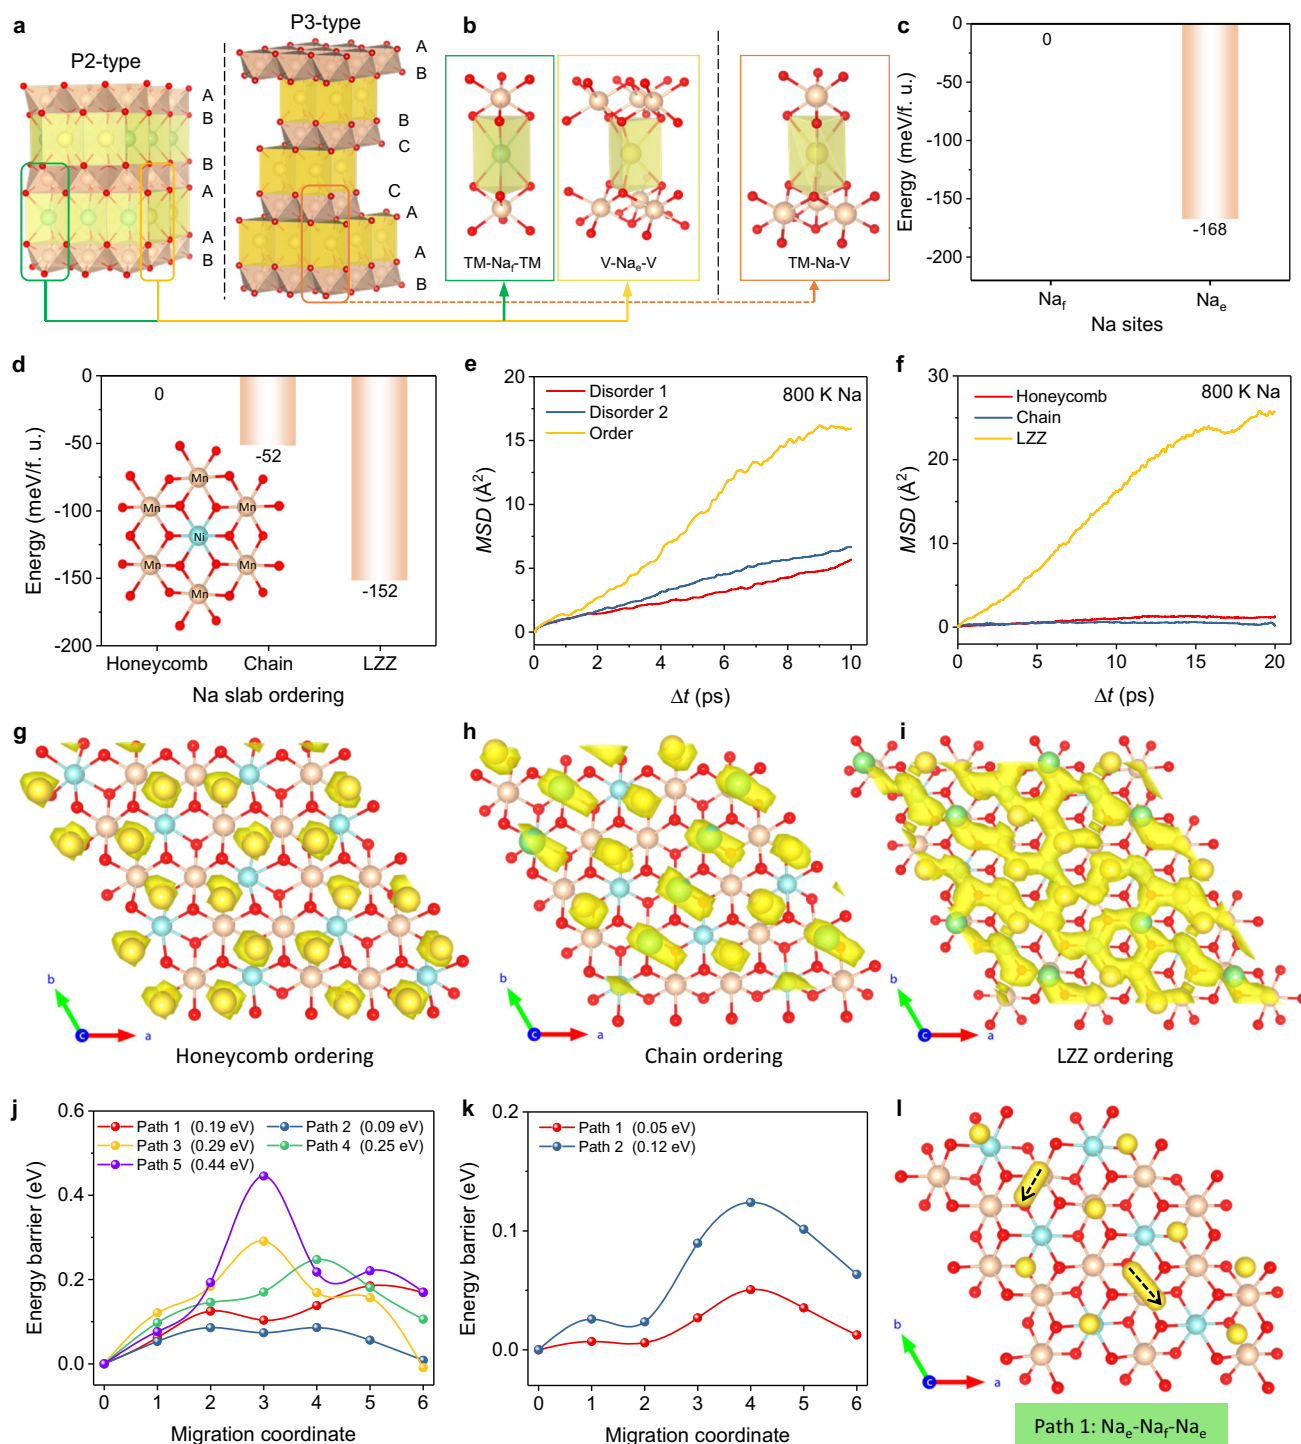 a
P2-type
P3-type
A
B
B
A
A
B
A
B
B
C
C
A
A
B
b
TM-Naf-TM
V-Nae-V
TM-Na-V
c
0
-50
-100
-150
-200
Energy (meV/f. u.)
0
-168
Naf
Nae
Na sites
d
0
-50
-100
-150
-200
Energy (meV/f. u.)
0
-52
-152
Mn
Mn
Mn
Ni
Mn
Mn
Mn
Honeycomb
Chain
LZZ
Na slab ordering
e
20
15
10
5
0
MSD (Å²)
Disorder 1
Disorder 2
Order
800 K Na
0
2
4
6
8
10
Δt (ps)
f
30
20
10
0
MSD (Å²)
Honeycomb
Chain
LZZ
800 K Na
0
5
10
15
20
Δt (ps)
g
b
c
a
Honeycomb ordering
h
b
c
a
Chain ordering
i
b
c
a
LZZ ordering
j
0.6
0.4
0.2
0.0
Energy barrier (eV)
Path 1 (0.19 eV)
Path 2 (0.09 eV)
Path 3 (0.29 eV)
Path 4 (0.25 eV)
Path 5 (0.44 eV)
0
1
2
3
4
5
6
Migration coordinate
k
0.2
0.1
0.0
Energy barrier (eV)
Path 1 (0.05 eV)
Path 2 (0.12 eV)
0
1
2
3
4
5
6
Migration coordinate
l
b
c
a
Path 1: Nae-Naf-Nae